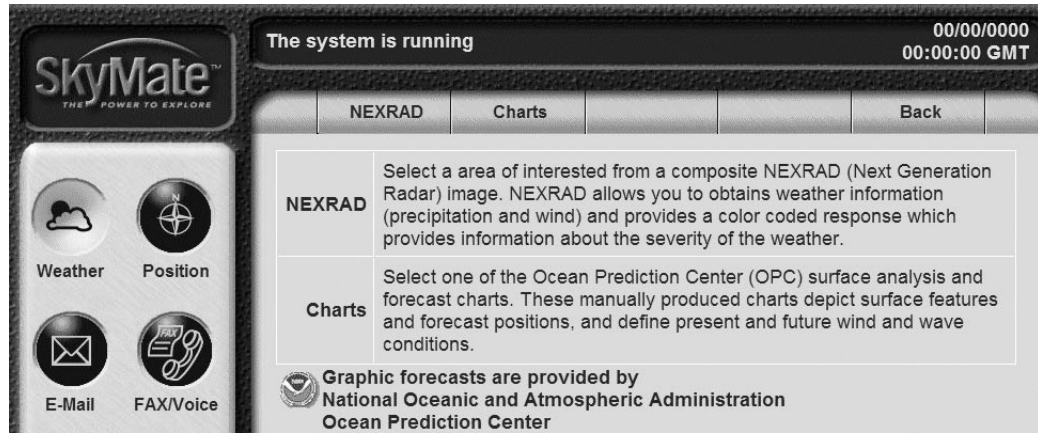 SkyMate™
THE POWER TO EXPLORE
The system is running
00/00/0000
00:00:00 GMT
NEXRAD Charts Back
NEXRAD
Select a area of interested from a composite NEXRAD (Next Generation
Radar) image. NEXRAD allows you to obtains weather information
(precipitation and wind) and provides a color coded response which
provides information about the severity of the weather.
Charts
Select one of the Ocean Prediction Center (OPC) surface analysis and
forecast charts. These manually produced charts depict surface features
and forecast positions, and define present and future wind and wave
conditions.
Graphic forecasts are provided by
National Oceanic and Atmospheric Administration
Ocean Prediction Center
Weather Position
FAX
E-Mail FAX/Voice